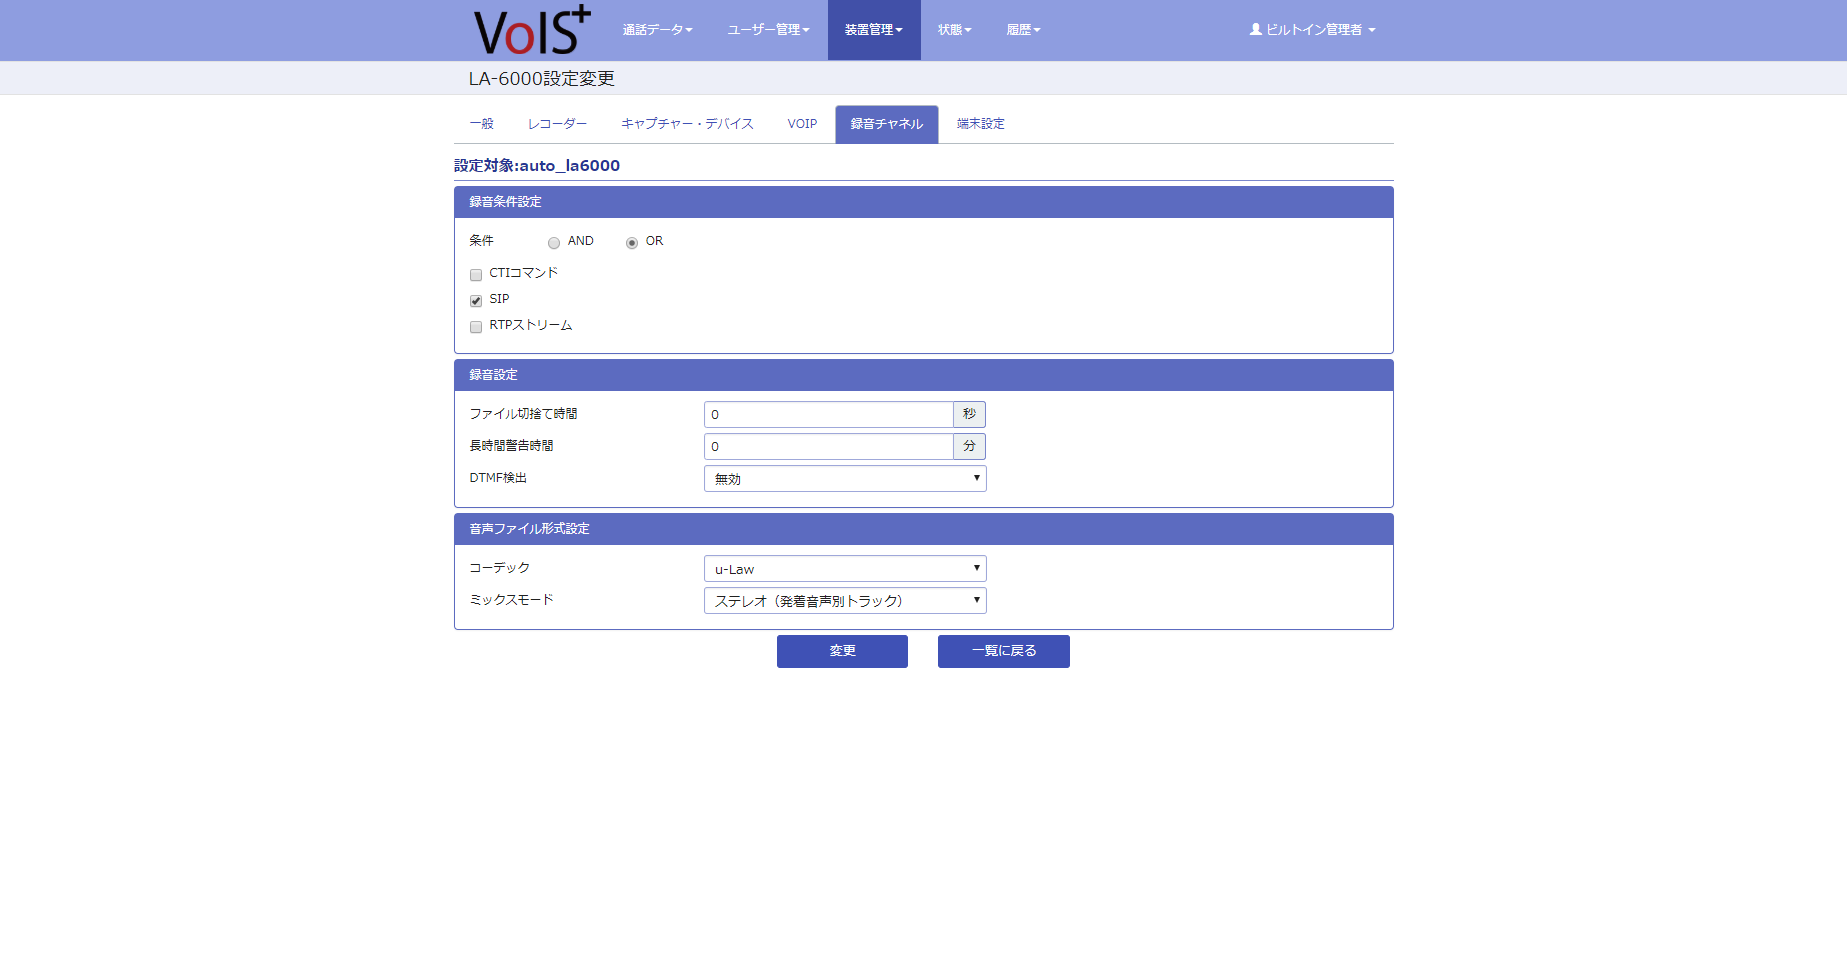 VoIS+ 通話データ ユーザー管理 装置管理 状態 履歴 ビルトイン管理者
LA-6000設定変更
一般 レコーダー キャプチャー・デバイス VOIP 録音チャネル 端末設定
設定対象:auto_la6000
録音条件設定
条件 AND OR
CTIコマンド
SIP
RTPストリーム
録音設定
ファイル切捨て時間 0 秒
長時間警告時間 0 分
DTMF検出 無効
音声ファイル形式設定
コーデック u-Law
ミックスモード ステレオ（発着音声別トラック）
変更 一覧に戻る